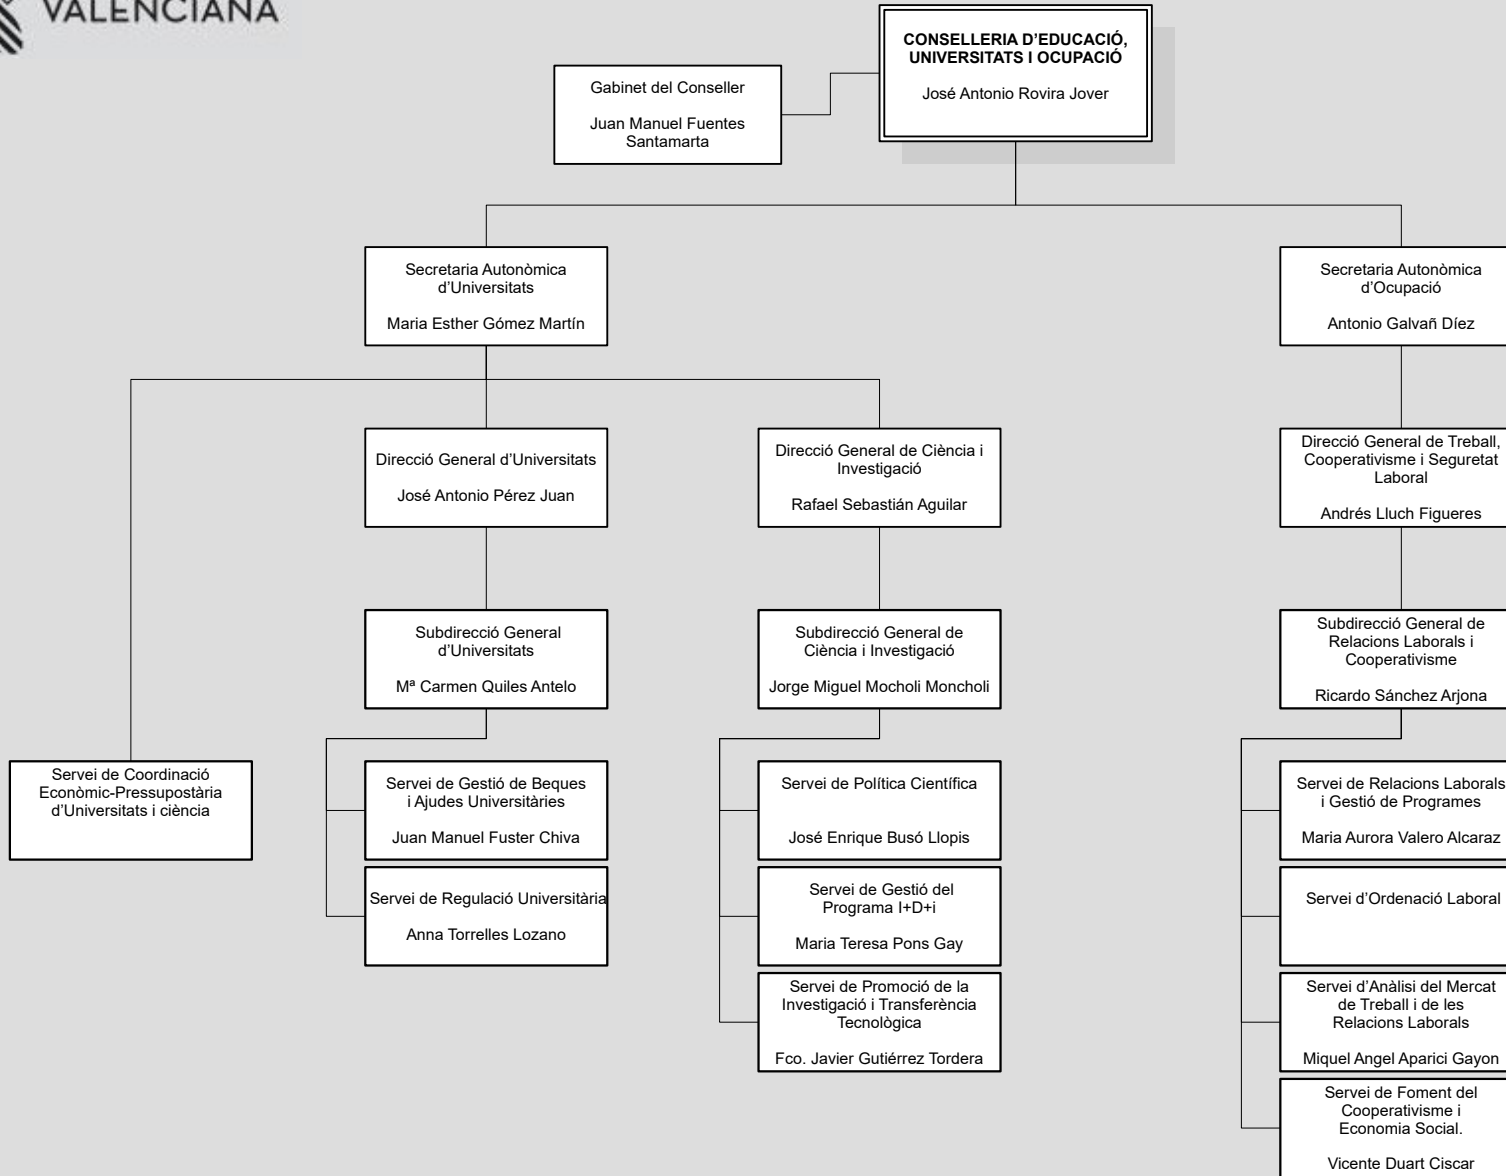 VALENCIANA
CONSELLERIA D'EDUCACIÓ,
UNIVERSITATS I OCUPACIÓ
José Antonio Rovira Jover
Gabinet del Conseller
Juan Manuel Fuentes
Santamarta
Secretaria Autonòmica
d'Universitats
Maria Esther Gómez Martín
Secretaria Autonòmica
d'Ocupació
Antonio Galvañ Díez
Direcció General d'Universitats
José Antonio Pérez Juan
Direcció General de Ciència i
Investigació
Rafael Sebastián Aguilar
Direcció General de Treball,
Cooperativisme i Seguretat
Laboral
Andrés Lluch Figueres
Subdirecció General
d'Universitats
Mª Carmen Quiles Antelo
Subdirecció General de
Ciència i Investigació
Jorge Miguel Mocholi Moncholi
Subdirecció General de
Relacions Laborals i
Cooperativisme
Ricardo Sánchez Arjona
Servei de Coordinació
Econòmic-Pressupostària
d'Universitats i ciència
Servei de Gestió de Beques
i Ajudes Universitàries
Juan Manuel Fuster Chiva
Servei de Regulació Universitària
Anna Torrelles Lozano
Servei de Política Científica
José Enrique Busó Llopis
Servei de Gestió del
Programa I+D+i
Maria Teresa Pons Gay
Servei de Promoció de la
Investigació i Transferència
Tecnològica
Fco. Javier Gutiérrez Tordera
Servei de Relacions Laborals
i Gestió de Programes
Maria Aurora Valero Alcaraz
Servei d'Ordenació Laboral
Servei d'Anàlisi del Mercat
de Treball i de les
Relacions Laborals
Miquel Angel Aparici Gayon
Servei de Foment del
Cooperativisme i
Economia Social.
Vicente Duart Ciscar